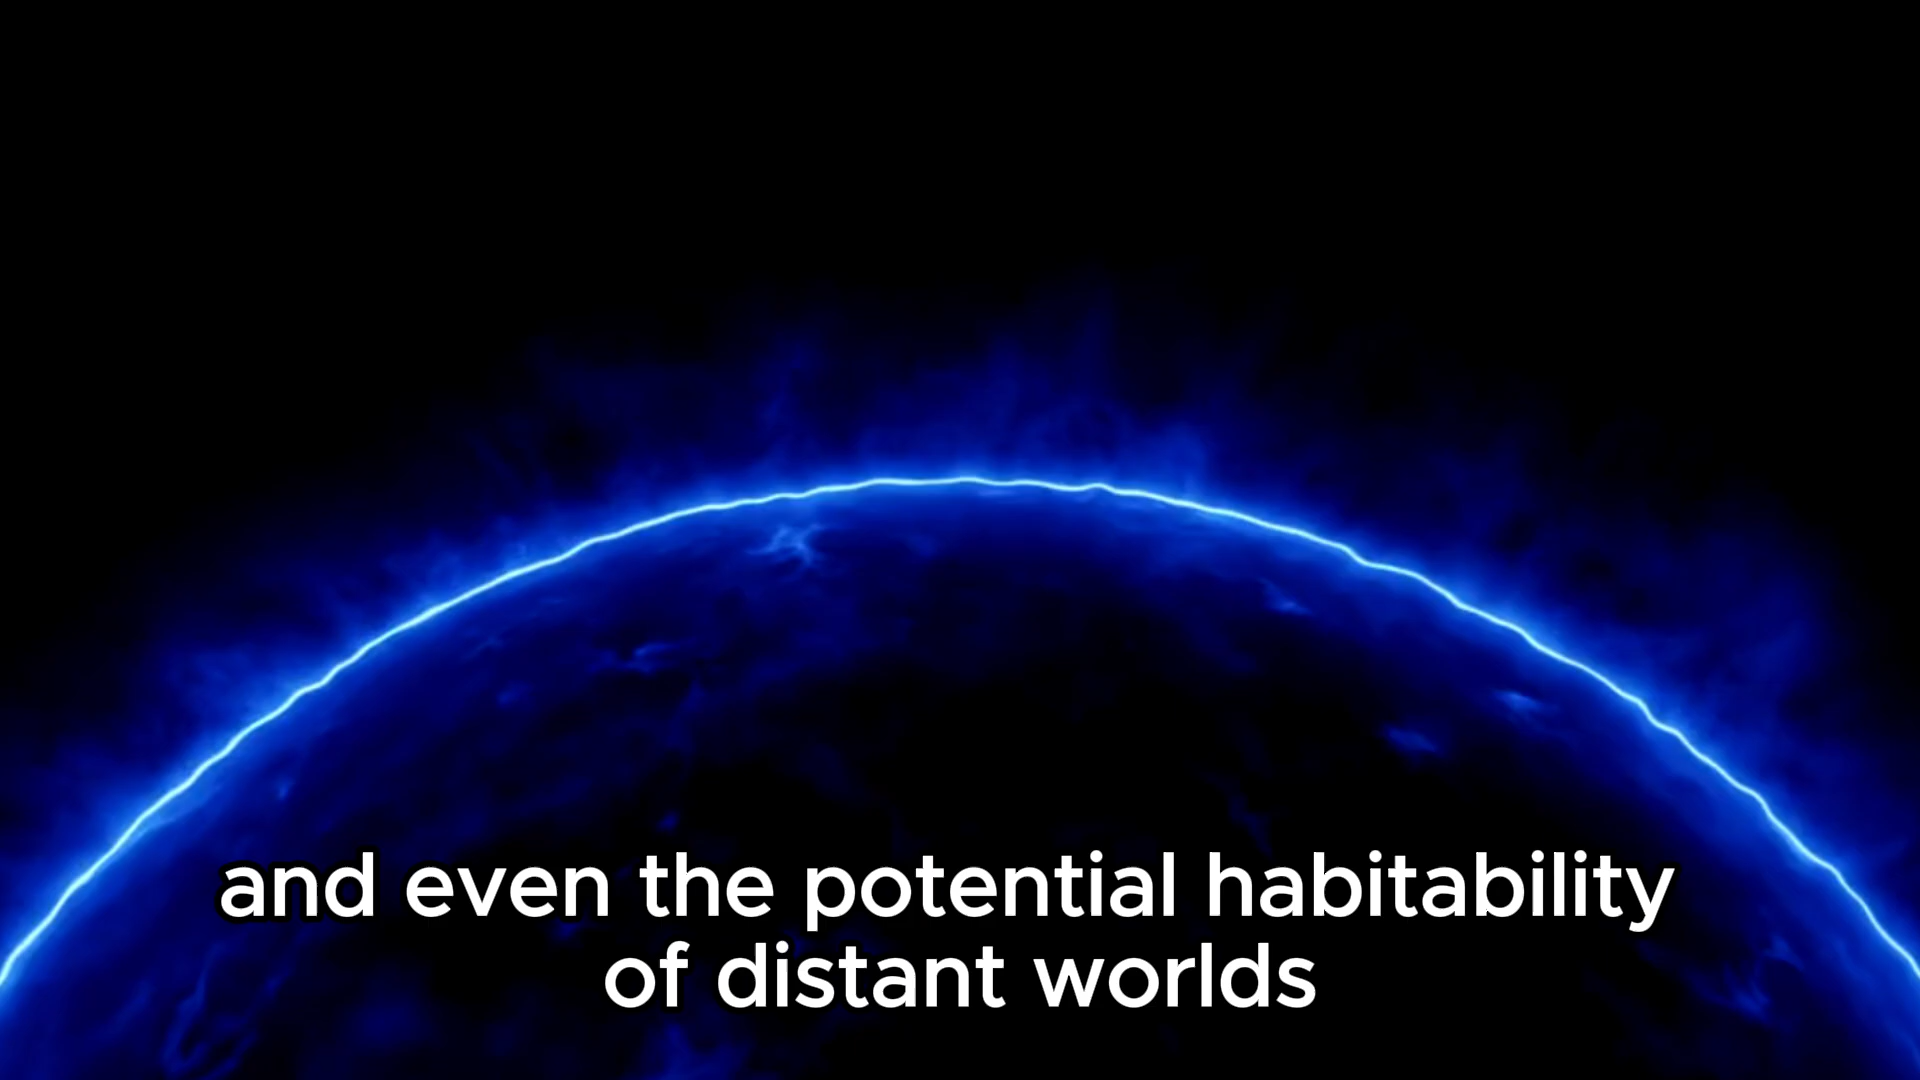 and even the potential habitability
of distant worlds